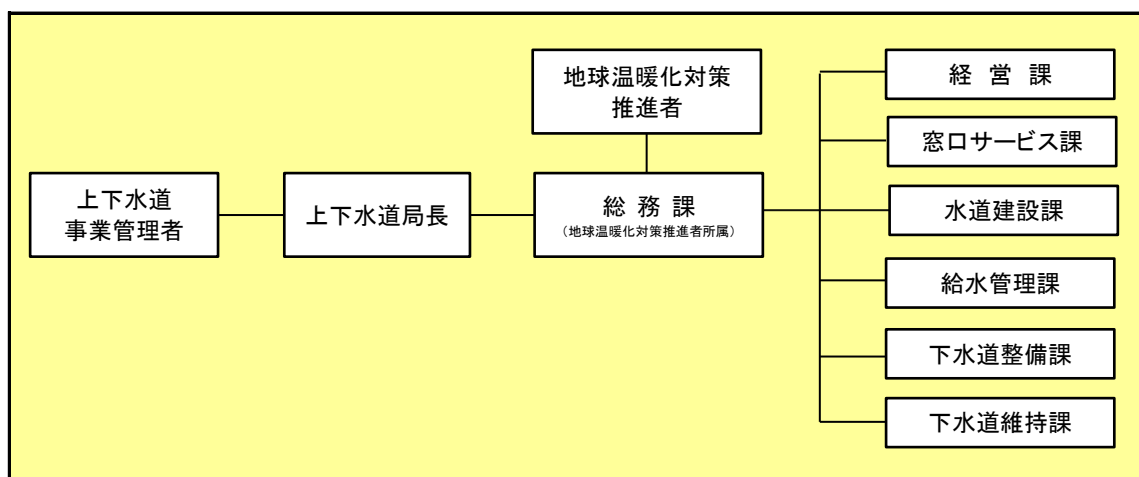 地球温暖化対策
推進者
上下水道
事業管理者
上下水道局長
総 務 課
（地球温暖化対策推進者所属）
経 営 課
窓口サービス課
水道建設課
給水管理課
下水道整備課
下水道維持課